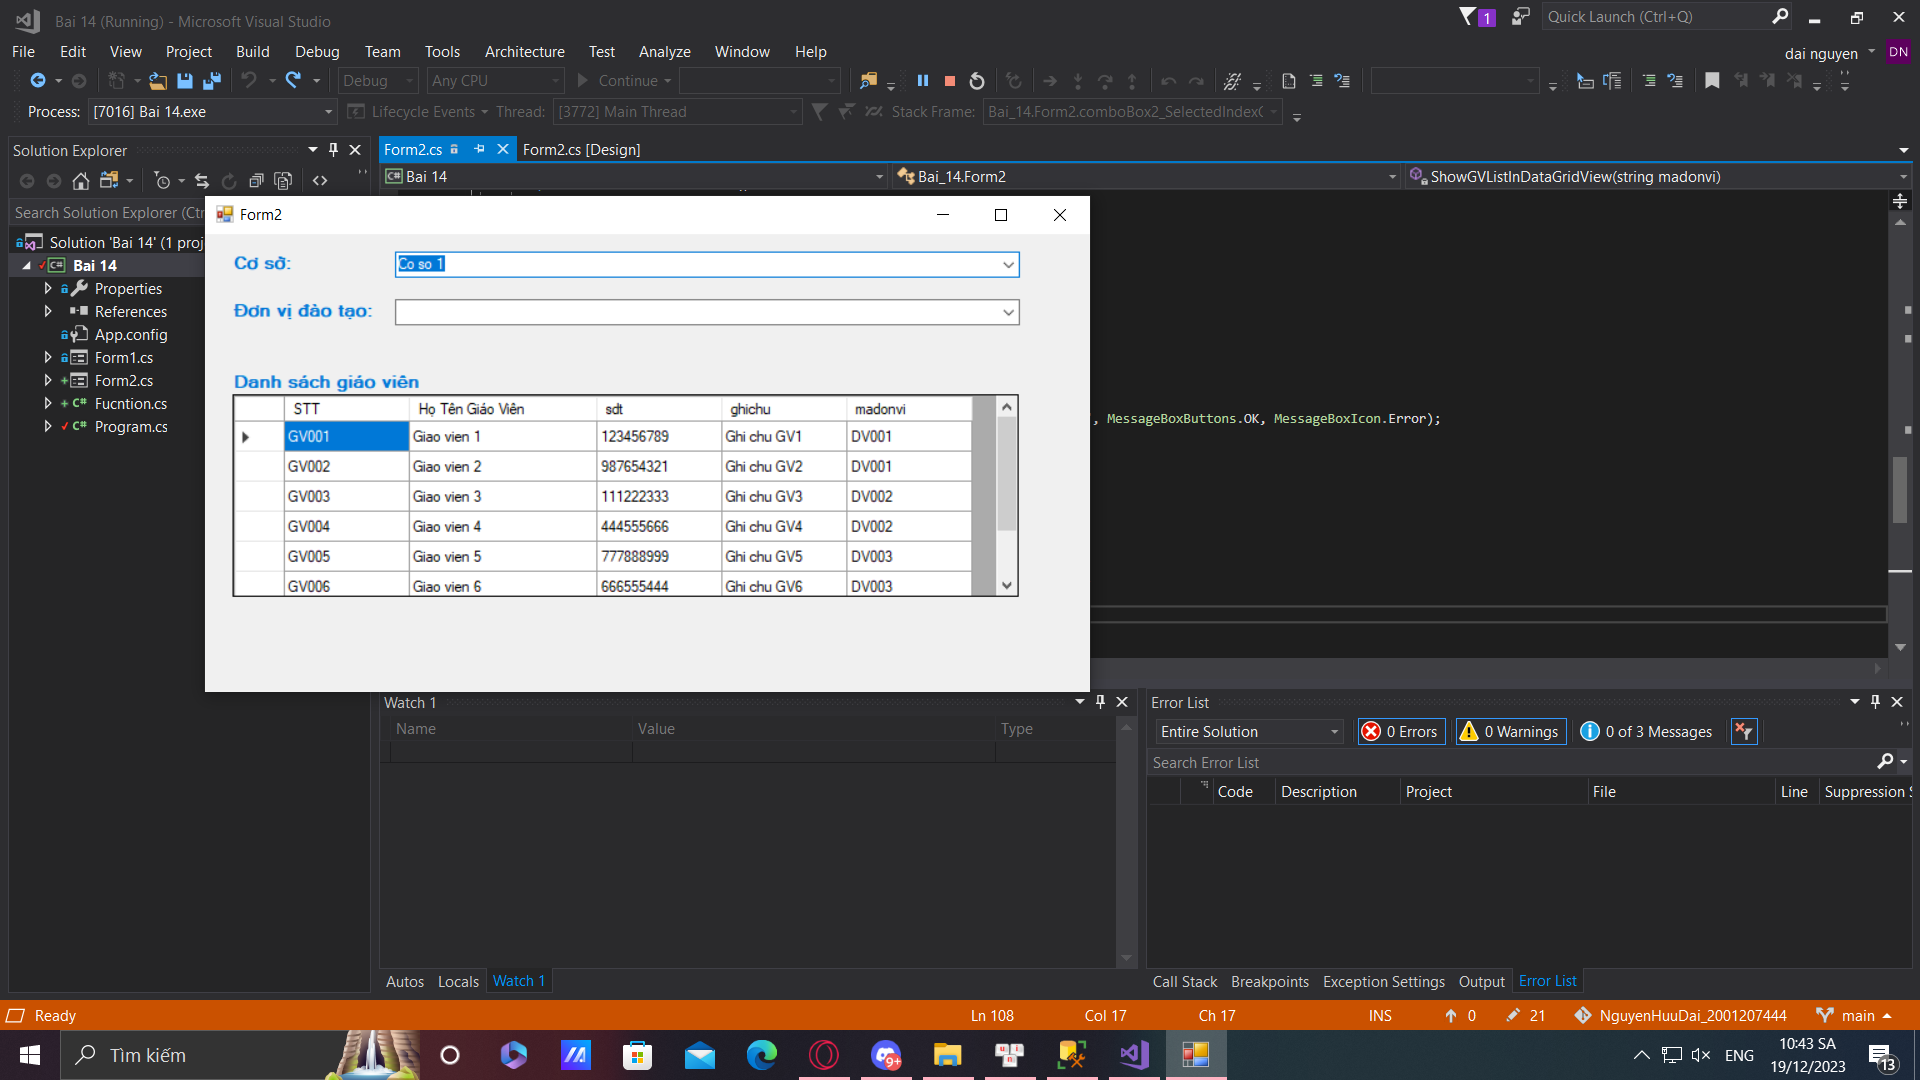 Bai 14 (Running) - Microsoft Visual Studio
1
Quick Launch (Ctrl+Q)
File Edit View Project Build Debug Team Tools Architecture Test Analyze Window Help
dai nguyen
DN
Debug
Any CPU
Continue
Process: [7016] Bai 14.exe
Lifecycle Events
Thread: [3772] Main Thread
Stack Frame: Bai_14.Form2.comboBox2_SelectedIndexC
Solution Explorer
Form2.cs
Form2.cs [Design]
Bai 14
Bai_14.Form2
ShowGVListInDataGridView(string madonvi)
Search Solution Explorer (Ctr
Solution 'Bai 14' (1 proj
Bai 14
Properties
References
App.config
Form1.cs
Form2.cs
Fucntion.cs
Program.cs
Form2
Cơ sở: Co so 1
Đơn vị đào tạo:
Danh sách giáo viên
STT Họ Tên Giáo Viên sdt ghichu madonvi
GV001 Giao vien 1 123456789 Ghi chu GV1 DV001
GV002 Giao vien 2 987654321 Ghi chu GV2 DV001
GV003 Giao vien 3 111222333 Ghi chu GV3 DV002
GV004 Giao vien 4 444555666 Ghi chu GV4 DV002
GV005 Giao vien 5 777888999 Ghi chu GV5 DV003
GV006 Giao vien 6 666555444 Ghi chu GV6 DV003
, MessageBoxButtons.OK, MessageBoxIcon.Error);
Watch 1
Name Value Type
Autos Locals Watch 1
Error List
Entire Solution
0 Errors
0 Warnings
0 of 3 Messages
Search Error List
Code Description Project File Line Suppression S
Call Stack Breakpoints Exception Settings Output Error List
Ready
Ln 108 Col 17 Ch 17 INS
0
21
NguyenHuuDai_2001207444
main
Tìm kiếm
9+
ENG
10:43 SA
19/12/2023
13